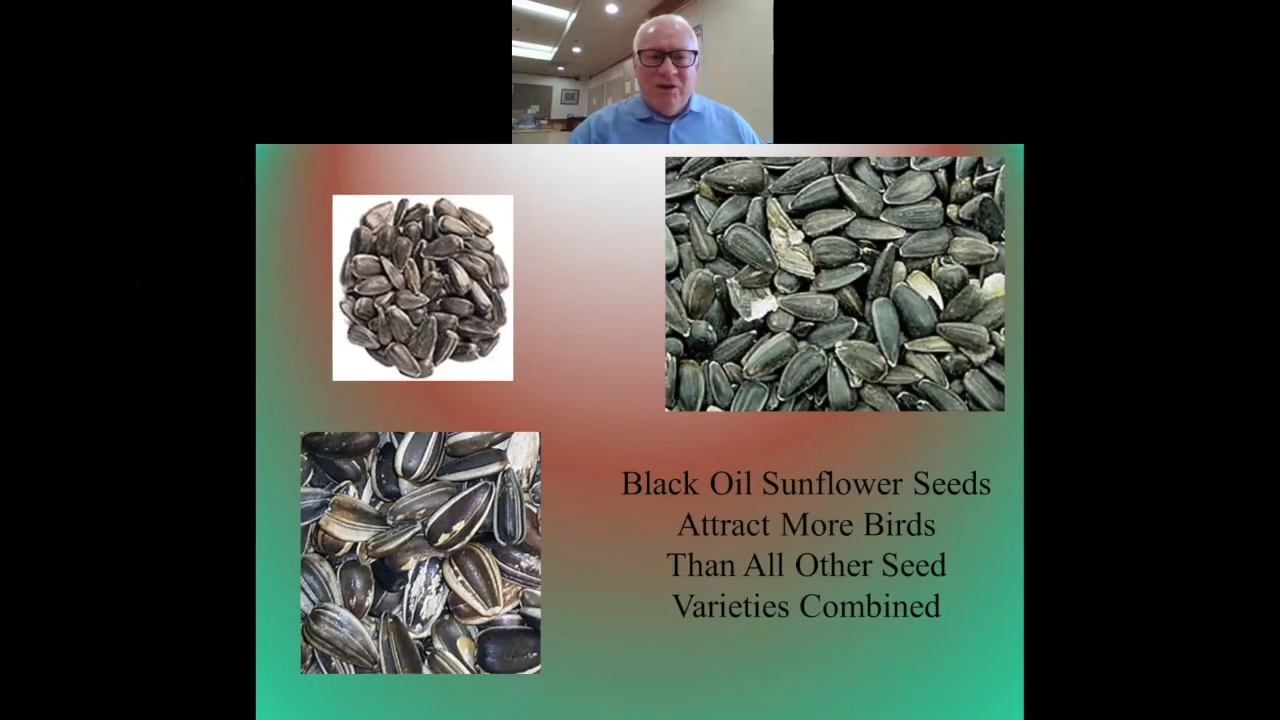 Black Oil Sunflower Seeds
Attract More Birds
Than All Other Seed
Varieties Combined